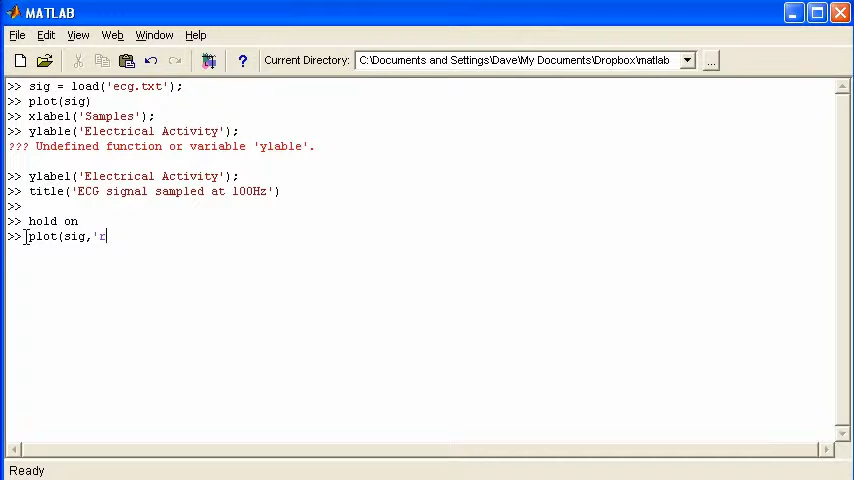 MATLAB
File Edit View Web Window Help
? Current Directory: C:\Documents and Settings\Dave\My Documents\Dropbox\matlab ...
>> sig = load('ecg.txt');
>> plot(sig)
>> xlabel('Samples');
>> ylable('Electrical Activity');
??? Undefined function or variable 'ylable'.
>> ylabel('Electrical Activity');
>> title('ECG signal sampled at 100Hz')
>>
>> hold on
>> plot(sig,'r
Ready